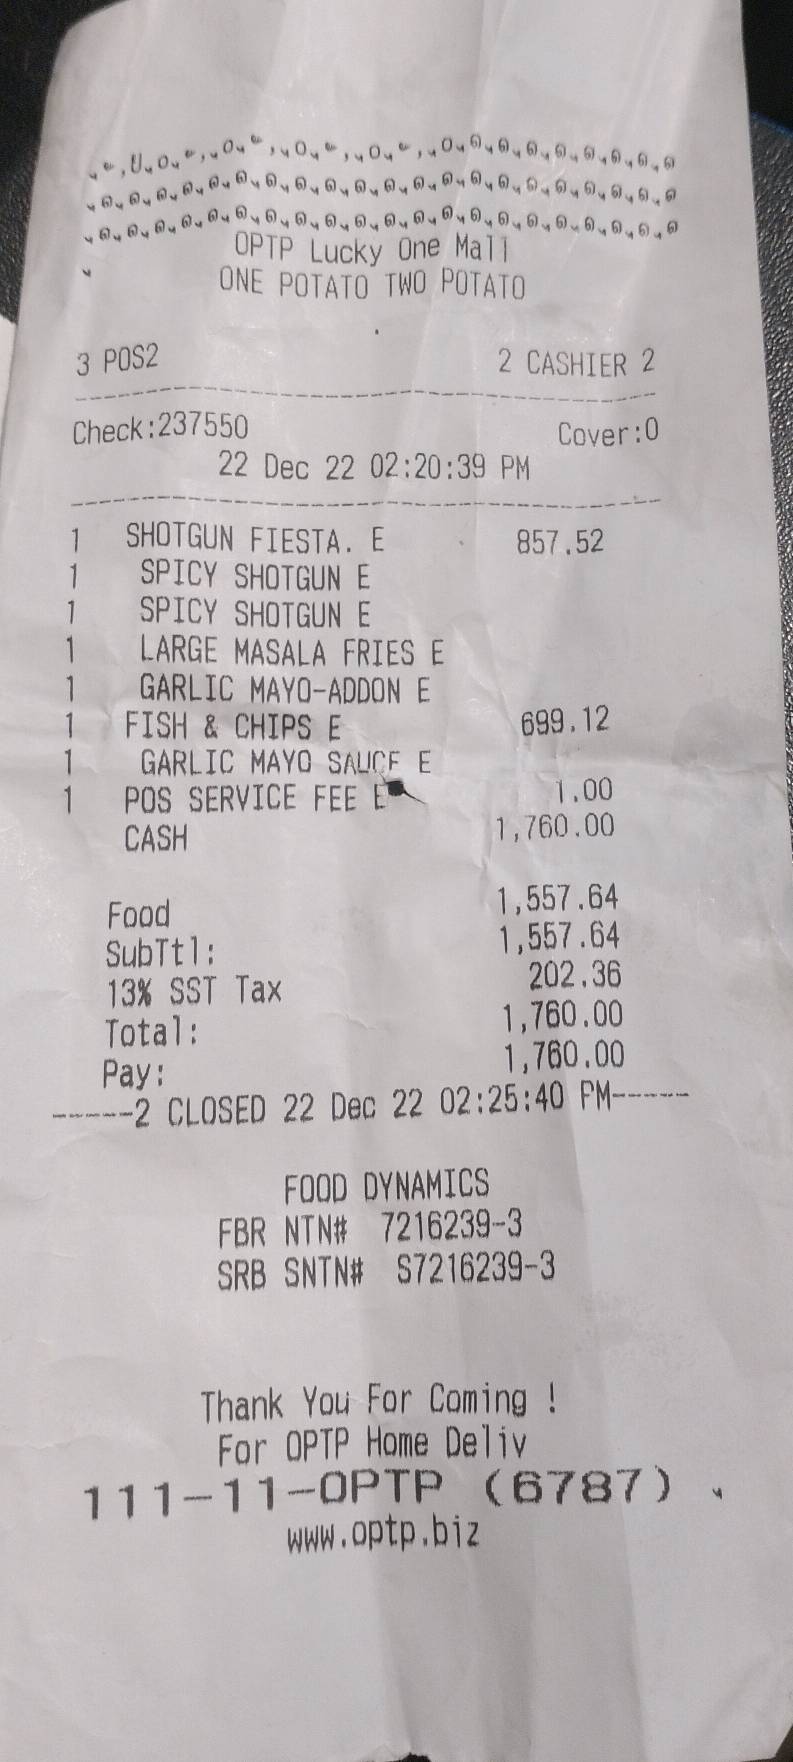 OPTP Lucky One Mall
ONE POTATO TWO POTATO
3 POS2 2 CASHIER 2
Check:237550 Cover:0
22 Dec 22 02:20:39 PM
1 SHOTGUN FIESTA. E 857.52
1 SPICY SHOTGUN E
1 SPICY SHOTGUN E
1 LARGE MASALA FRIES E
1 GARLIC MAYO-ADDON E
1 FISH & CHIPS E 699.12
1 GARLIC MAYO SAUCE E
1 POS SERVICE FEE E 1.00
CASH 1,760.00
Food 1,557.64
SubTtl: 1,557.64
13% SST Tax 202.36
Total: 1,760.00
Pay: 1,760.00
-----2 CLOSED 22 Dec 22 02:25:40 PM------
FOOD DYNAMICS
FBR NTN# 7216239-3
SRB SNTN# S7216239-3
Thank You For Coming !
For OPTP Home Deliv
111-11-OPTP (6787)
www.optp.biz